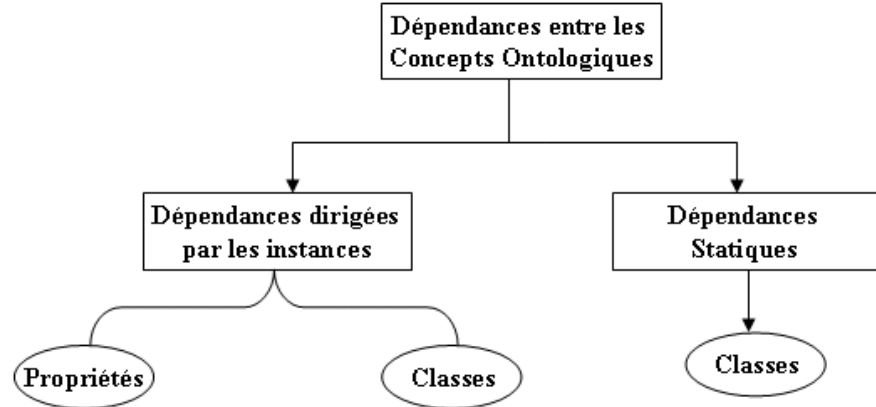 Dépendances entre les
Concepts Ontologiques
Dépendances dirigées
par les instances
Dépendances
Statiques
Propriétés
Classes
Classes